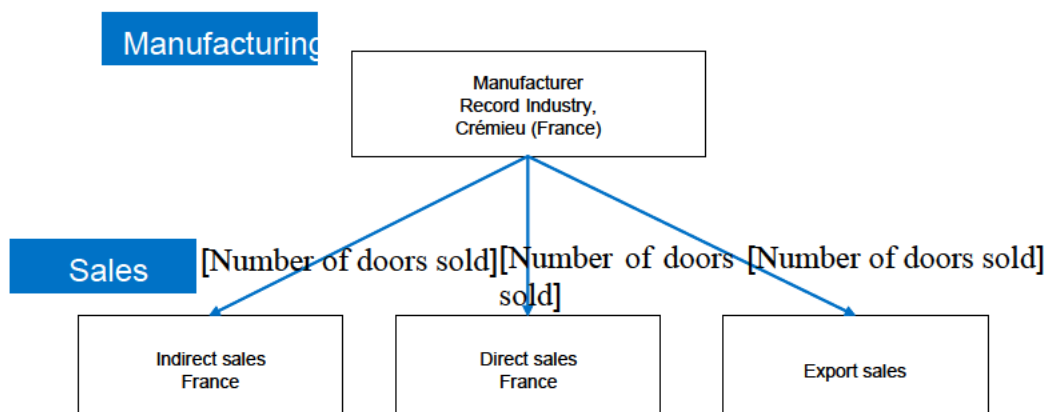 Manufacturing
Manufacturer
Record Industry,
Crémieu (France)
Sales
[Number of doors sold]
[Number of doors
sold]
[Number of doors sold]
Indirect sales
France
Direct sales
France
Export sales